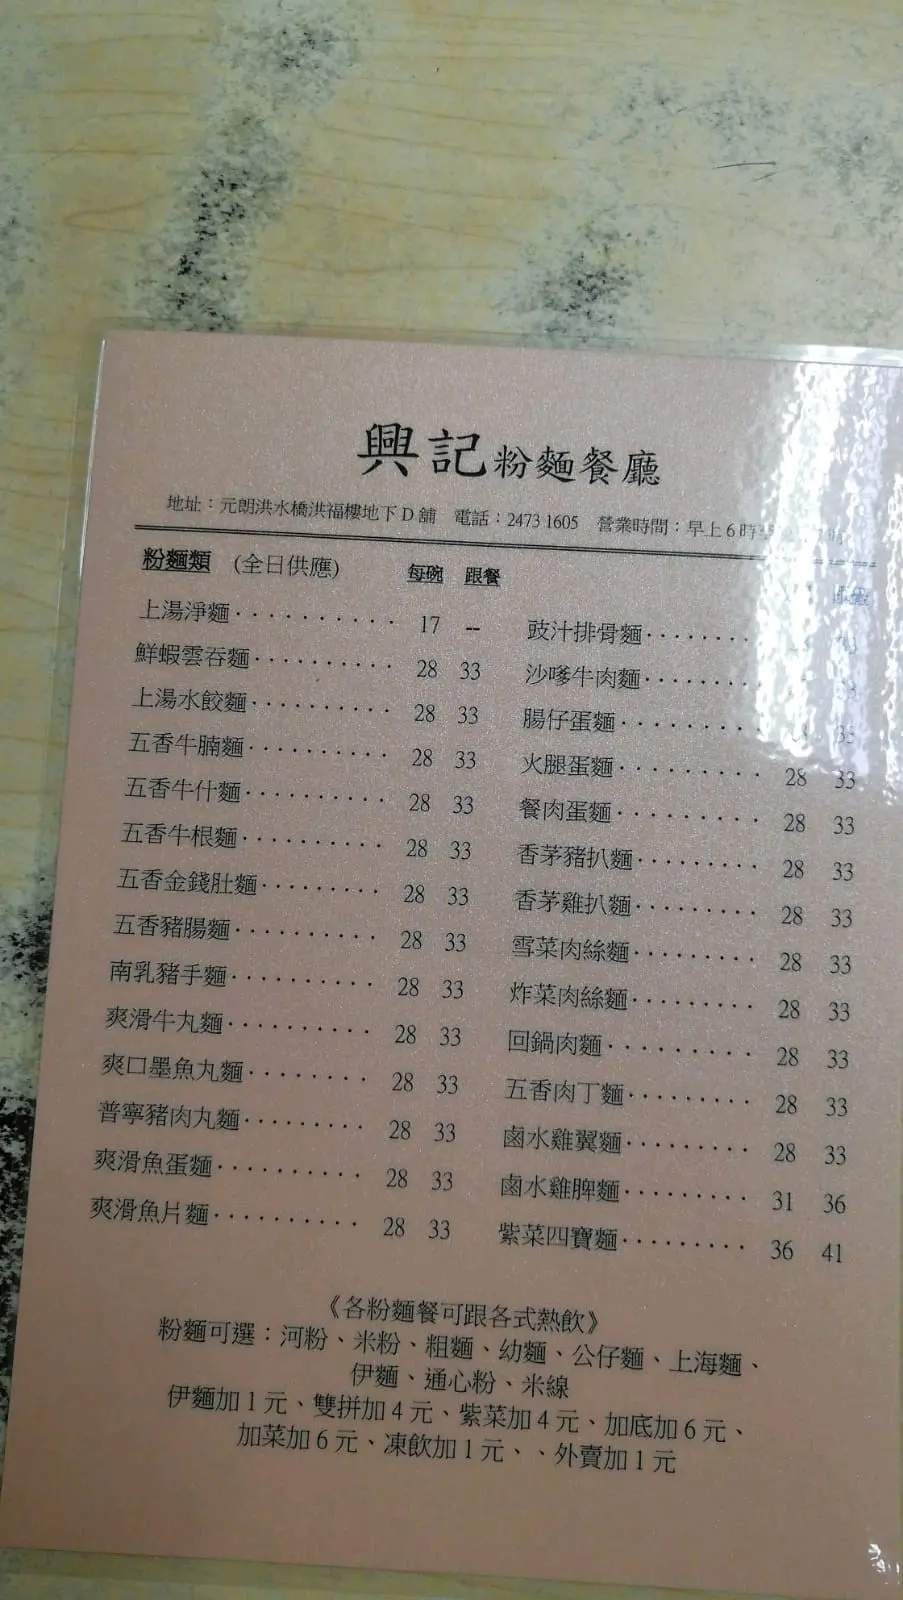 興記粉麵餐廳
地址：元朗洪水橋洪福樓地下D舖 電話：2473 1605 營業時間：早上6時
粉麵類 (全日供應) 每碗 跟餐
上湯淨麵 · · · · · · · · · · 17 --
鮮蝦雲吞麵 · · · · · · · · · · 28 33
上湯水餃麵 · · · · · · · · · · 28 33
五香牛腩麵 · · · · · · · · · · 28 33
五香牛什麵 · · · · · · · · · · 28 33
五香牛根麵 · · · · · · · · · · 28 33
五香金錢肚麵 · · · · · · · · · 28 33
五香豬腸麵 · · · · · · · · · · 28 33
南乳豬手麵 · · · · · · · · · · 28 33
爽滑牛丸麵 · · · · · · · · · · 28 33
爽口墨魚丸麵 · · · · · · · · 28 33
普寧豬肉丸麵 · · · · · · · · 28 33
爽滑魚蛋麵 · · · · · · · · · · 28 33
爽滑魚片麵 · · · · · · · · · · 28 33
跟餐
豉汁排骨麵 · · · · · · · ·
沙嗲牛肉麵 · · · · · · · ·
腸仔蛋麵 · · · · · · · · · 33
火腿蛋麵 · · · · · · · · · · 28 33
餐肉蛋麵 · · · · · · · · · · 28 33
香茅豬扒麵 · · · · · · · · · 28 33
香茅雞扒麵 · · · · · · · · · 28 33
雪菜肉絲麵 · · · · · · · · · 28 33
炸菜肉絲麵 · · · · · · · · · 28 33
回鍋肉麵 · · · · · · · · · · 28 33
五香肉丁麵 · · · · · · · · · 28 33
鹵水雞翼麵 · · · · · · · · · 28 33
鹵水雞脾麵 · · · · · · · · · 31 36
紫菜四寶麵 · · · · · · · · · 36 41
《各粉麵餐可跟各式熱飲》
粉麵可選：河粉、米粉、粗麵、幼麵、公仔麵、上海麵、
伊麵、通心粉、米線
伊麵加1元、雙拼加4元、紫菜加4元、加底加6元、
加菜加6元、凍飲加1元、、外賣加1元